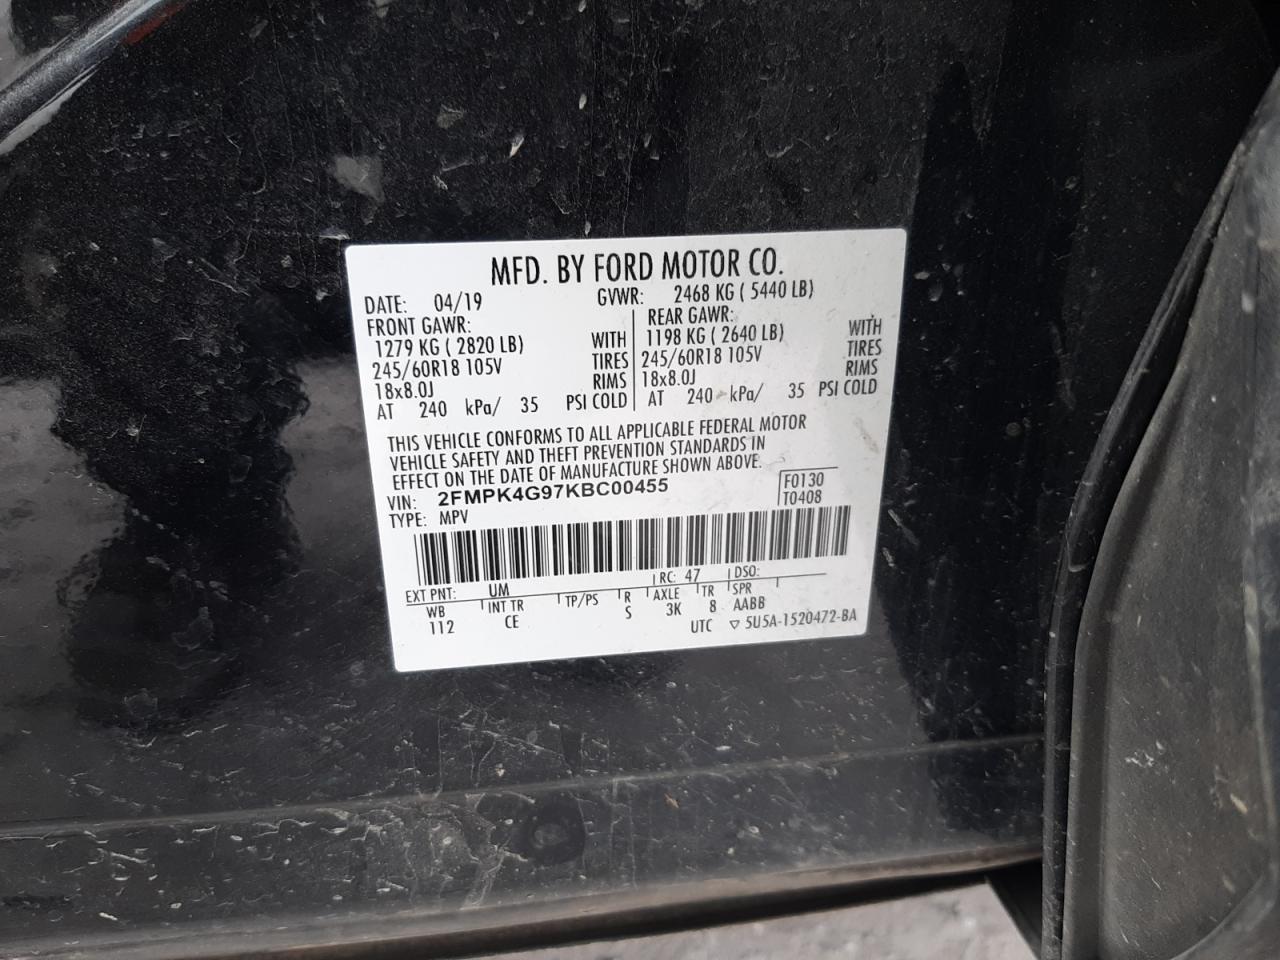 MFD. BY FORD MOTOR CO.
DATE: 04/19 GVWR: 2468 KG ( 5440 LB)
FRONT GAWR: REAR GAWR:
1279 KG ( 2820 LB) WITH 1198 KG ( 2640 LB) WITH
245/60R18 105V TIRES 245/60R18 105V TIRES
18x8.0J RIMS 18x8.0J RIMS
AT 240 kPa/ 35 PSI COLD AT 240 kPa/ 35 PSI COLD
THIS VEHICLE CONFORMS TO ALL APPLICABLE FEDERAL MOTOR
VEHICLE SAFETY AND THEFT PREVENTION STANDARDS IN
EFFECT ON THE DATE OF MANUFACTURE SHOWN ABOVE.
VIN: 2FMPK4G97KBC00455 F0130
TYPE: MPV T0408
EXT PNT: UM RC: 47 DSO:
WB INT TR TP/PS R AXLE TR SPR
112 CE S 3K 8 AABB
UTC ▽ 5U5A-1520472-BA